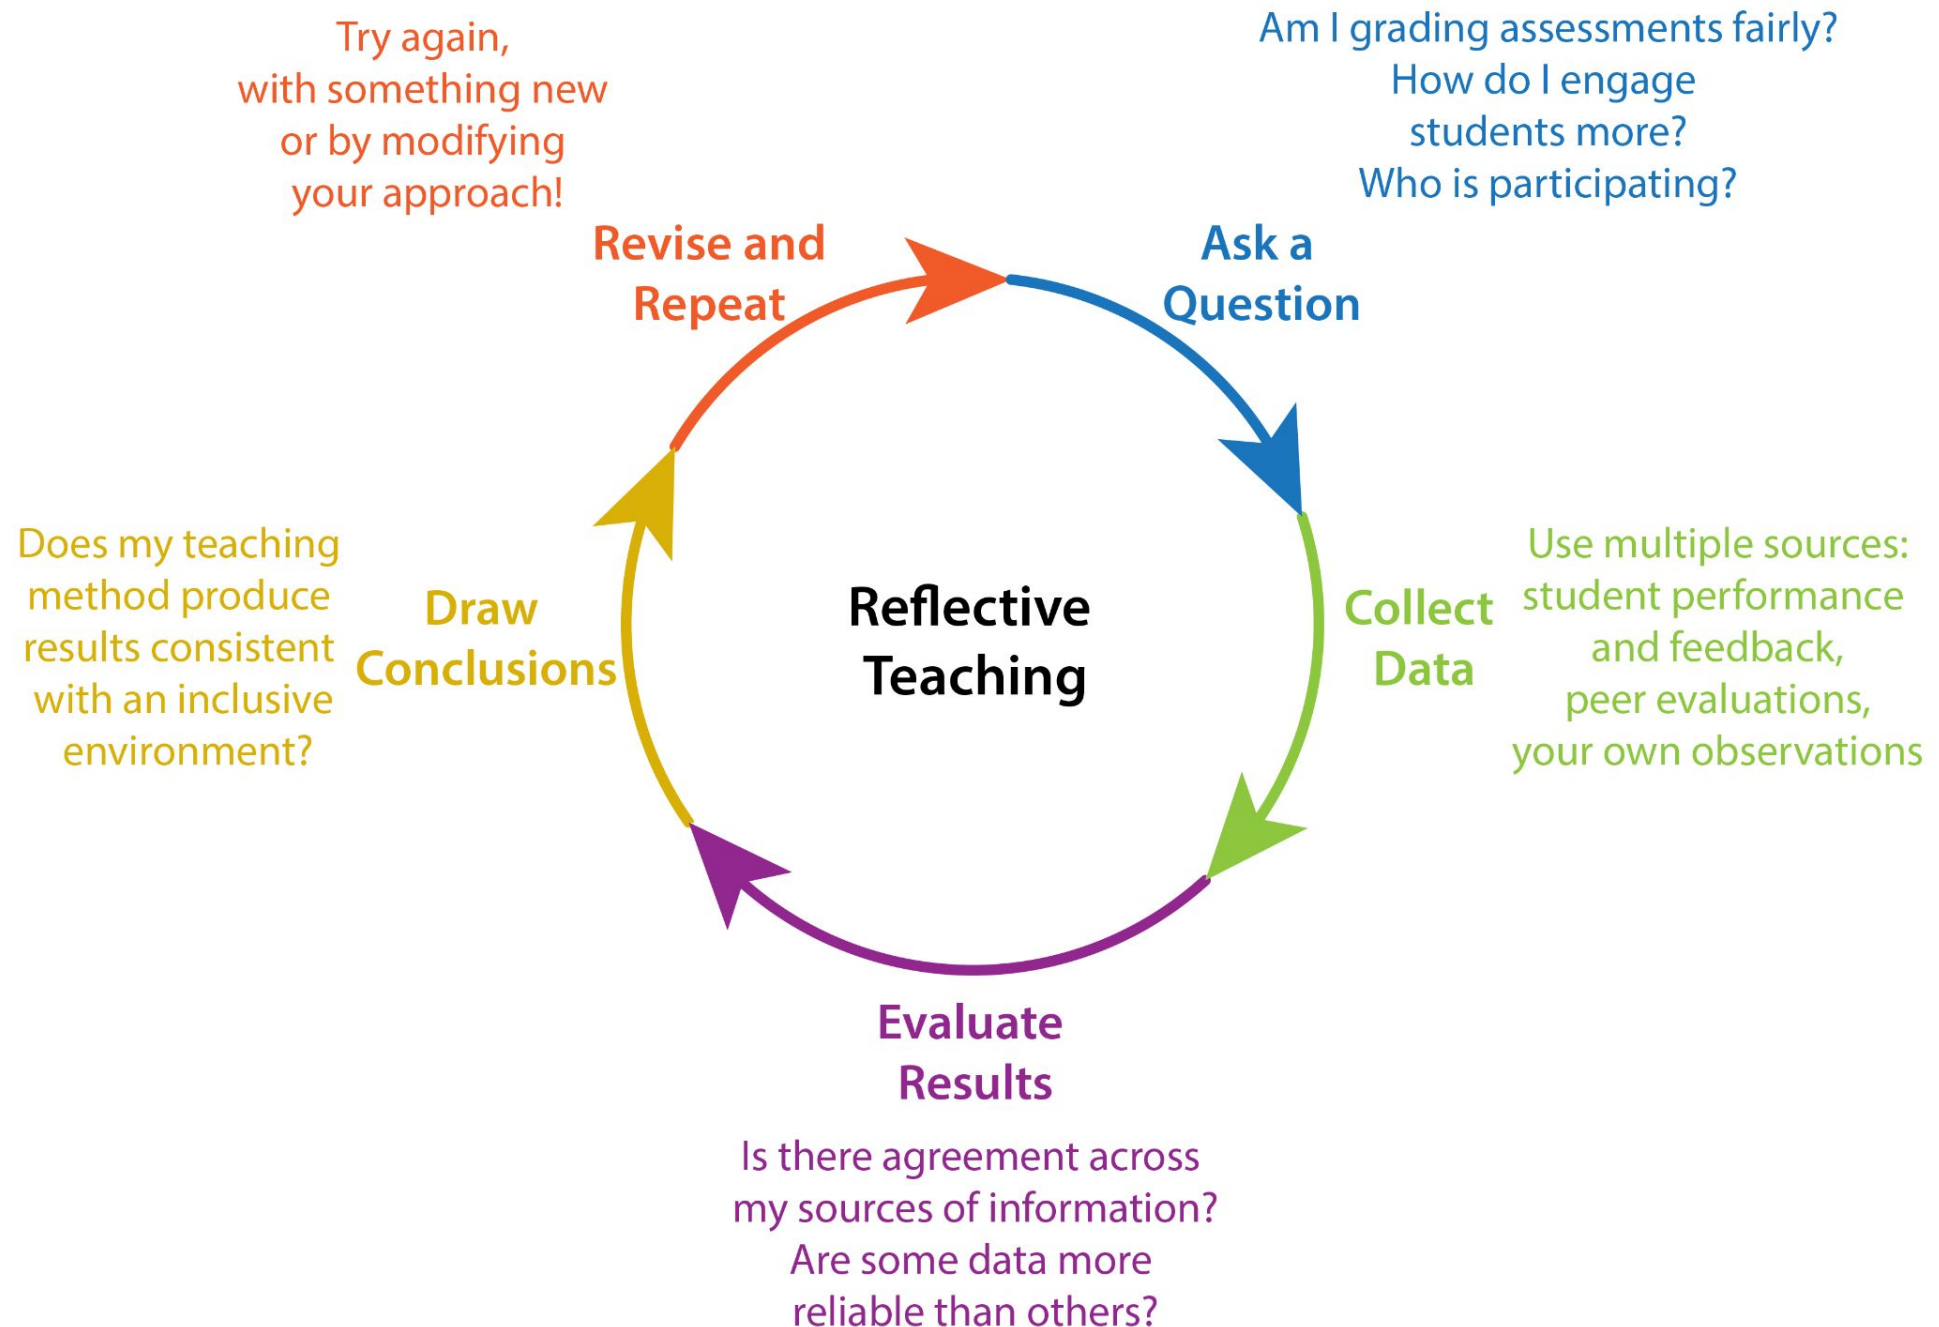 Try again,
with something new
or by modifying
your approach!
Revise and
Repeat
Am I grading assessments fairly?
How do I engage
students more?
Who is participating?
Ask a
Question
Does my teaching
method produce
results consistent
with an inclusive
environment?
Draw
Conclusions
Reflective
Teaching
Collect
Data
Use multiple sources:
student performance
and feedback,
peer evaluations,
your own observations
Evaluate
Results
Is there agreement across
my sources of information?
Are some data more
reliable than others?